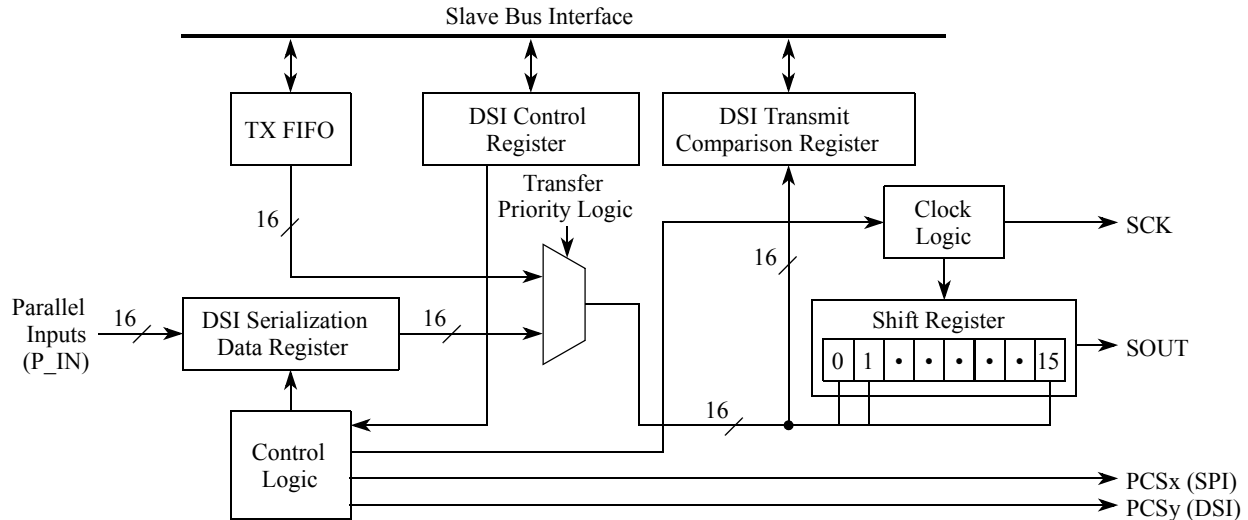 Slave Bus Interface
TX FIFO
DSI Control
Register
DSI Transmit
Comparison Register
Transfer
Priority Logic
16
16
Clock
Logic
SCK
Parallel
Inputs
(P_IN)
16
DSI Serialization
Data Register
16
Shift Register
0 1 • • • • • 15
SOUT
16
Control
Logic
PCSx (SPI)
PCSy (DSI)